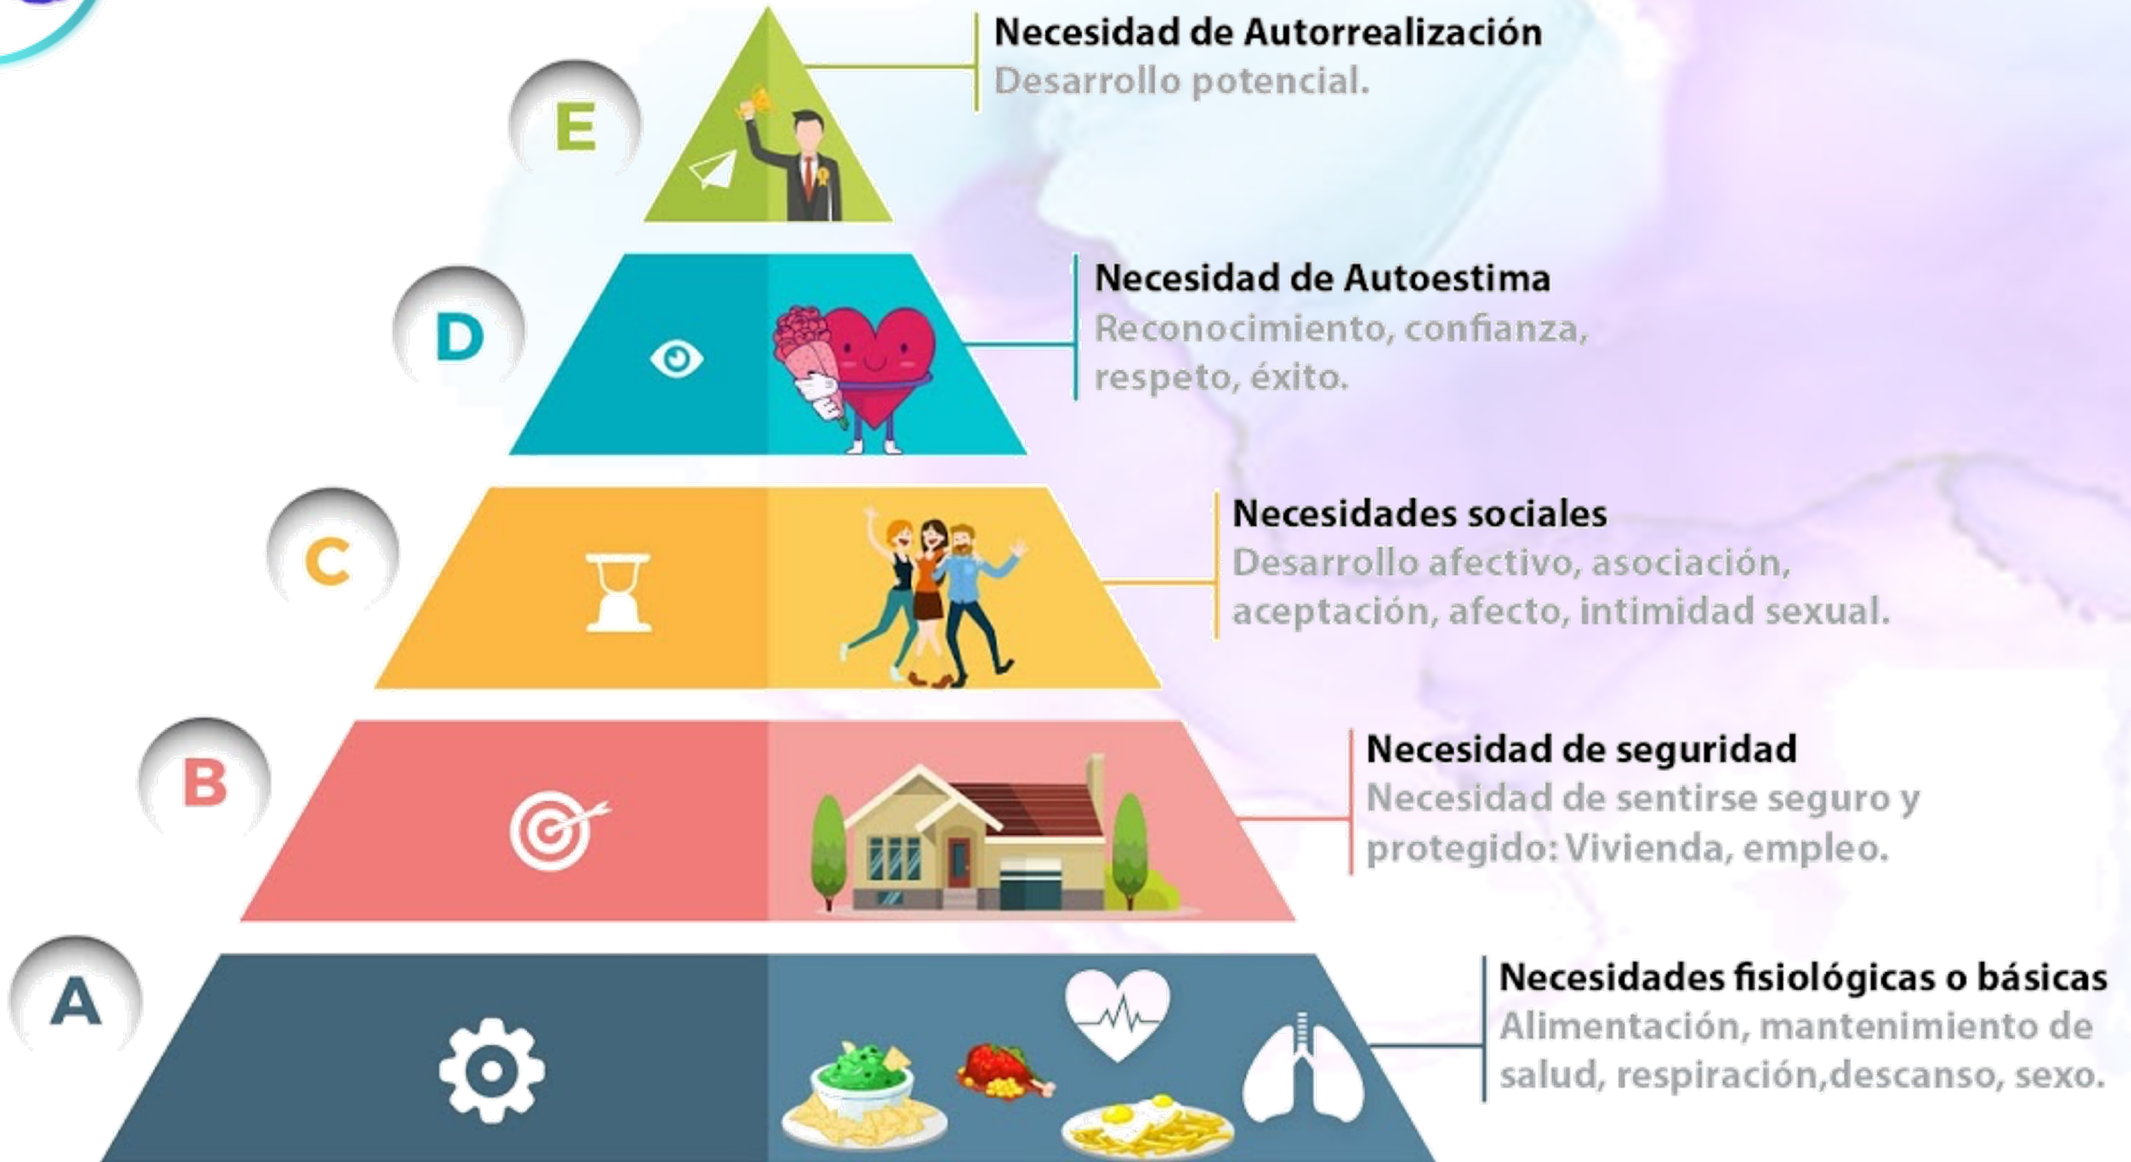 E
Necesidad de Autorrealización
Desarrollo potencial.
D
Necesidad de Autoestima
Reconocimiento, confianza,
respeto, éxito.
C
Necesidades sociales
Desarrollo afectivo, asociación,
aceptación, afecto, intimidad sexual.
B
Necesidad de seguridad
Necesidad de sentirse seguro y
protegido: Vivienda, empleo.
A
Necesidades fisiológicas o básicas
Alimentación, mantenimiento de
salud, respiración,descanso, sexo.